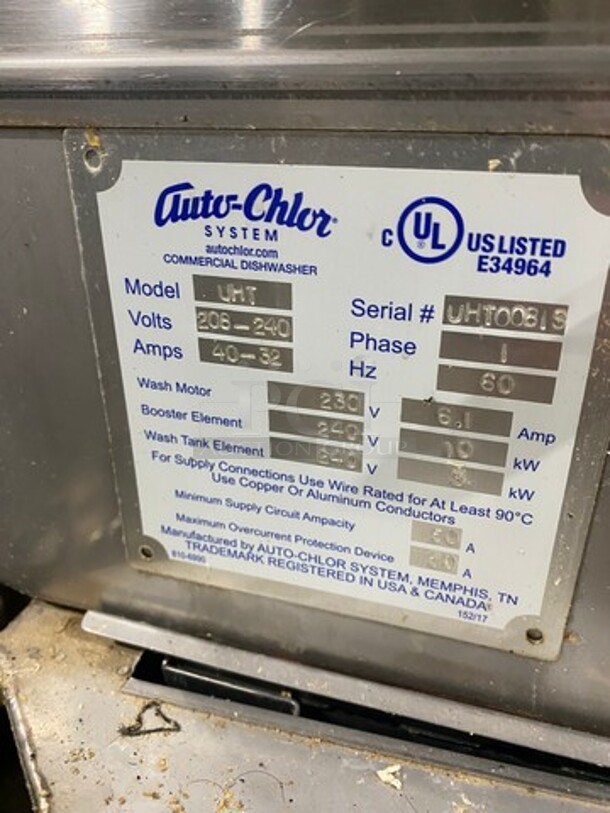 Auto-Chlor®
SYSTEM
autochlor.com
COMMERCIAL DISHWASHER
C UL® US LISTED
E34964
Model UHT
Volts 208-240
Amps 40-32
Serial #
Phase 1
Hz 60
Wash Motor 230 V 6.1 Amp
Booster Element 240 V 10 kW
Wash Tank Element 240 V 3 kW
For Supply Connections Use Wire Rated for At Least 90°C
Use Copper Or Aluminum Conductors
Minimum Supply Circuit Ampacity A
Maximum Overcurrent Protection Device A
Manufactured by AUTO-CHLOR SYSTEM, MEMPHIS, TN
TRADEMARK REGISTERED IN USA & CANADA
810-6990
152/17